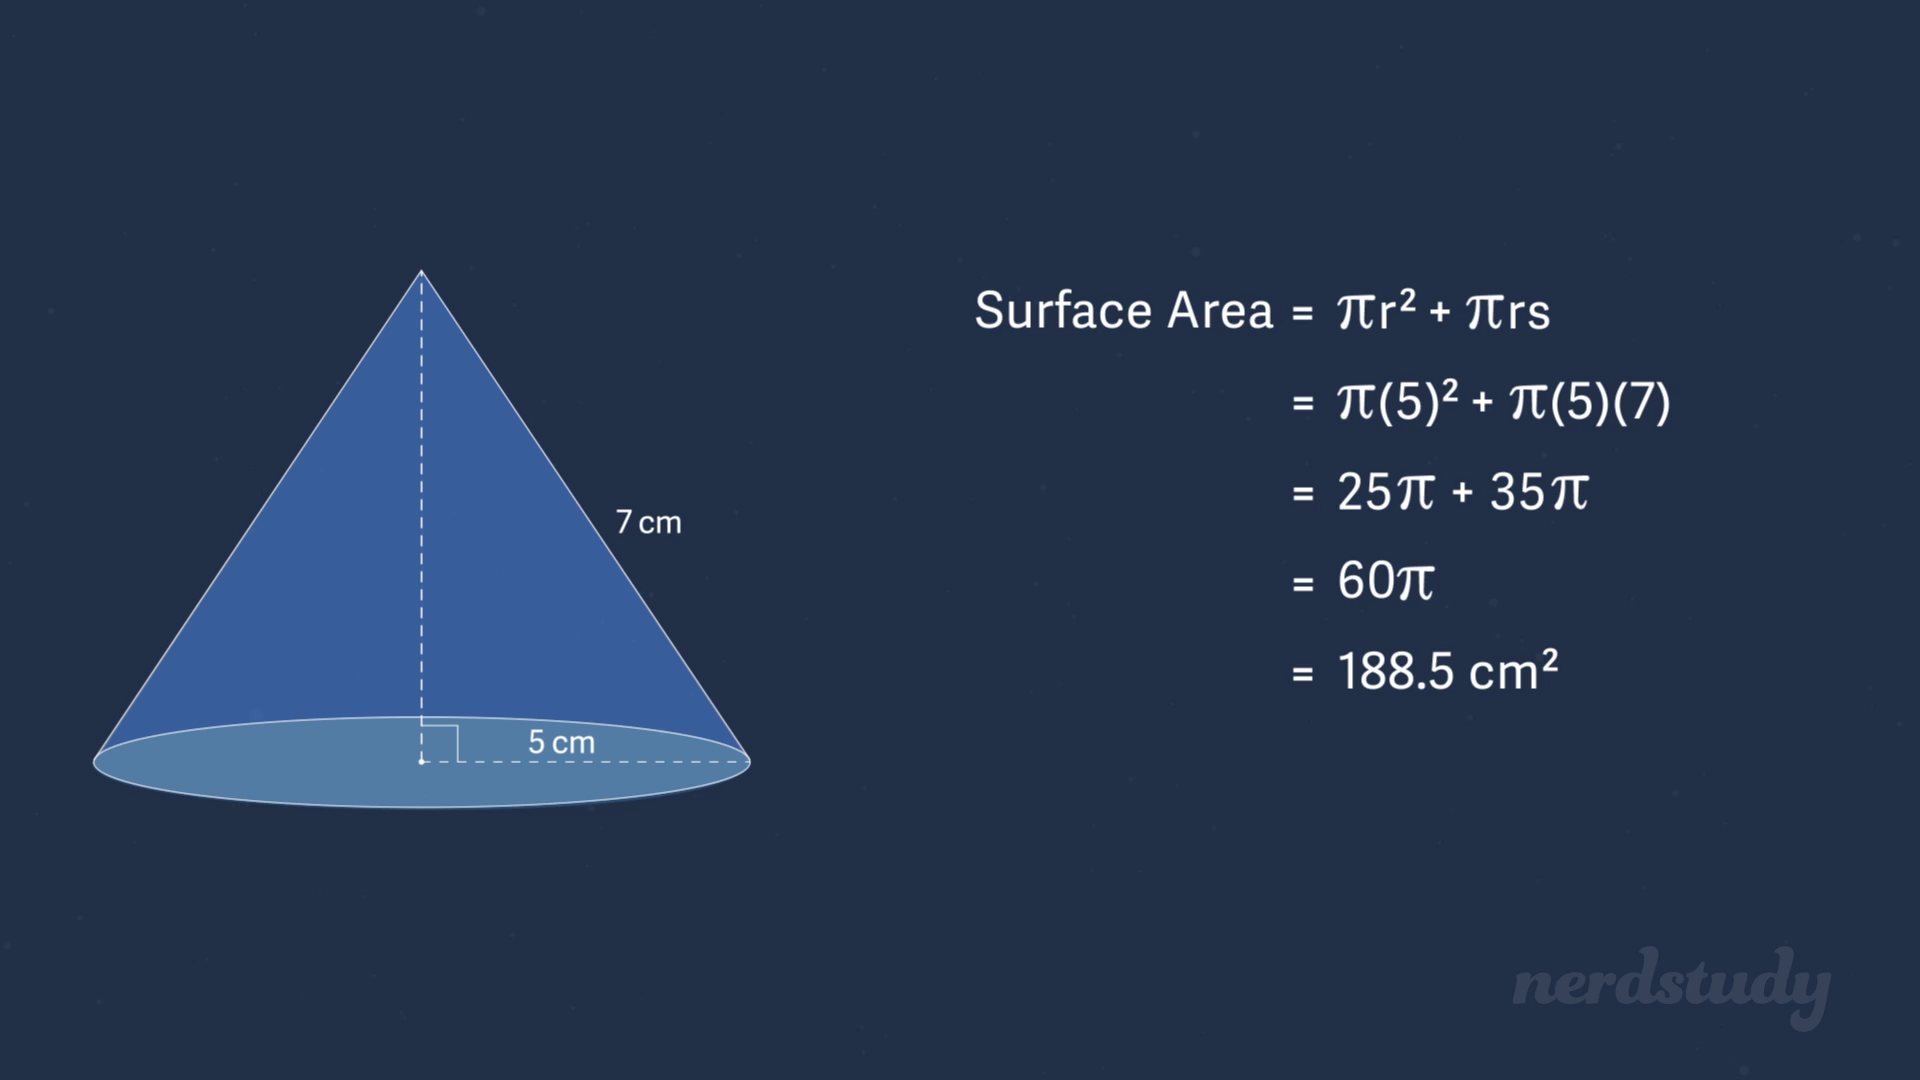 Surface Area = πr² + πrs
= π(5)² + π(5)(7)
= 25π + 35π
= 60π
= 188.5 cm²
7 cm
5 cm
nerdstudy